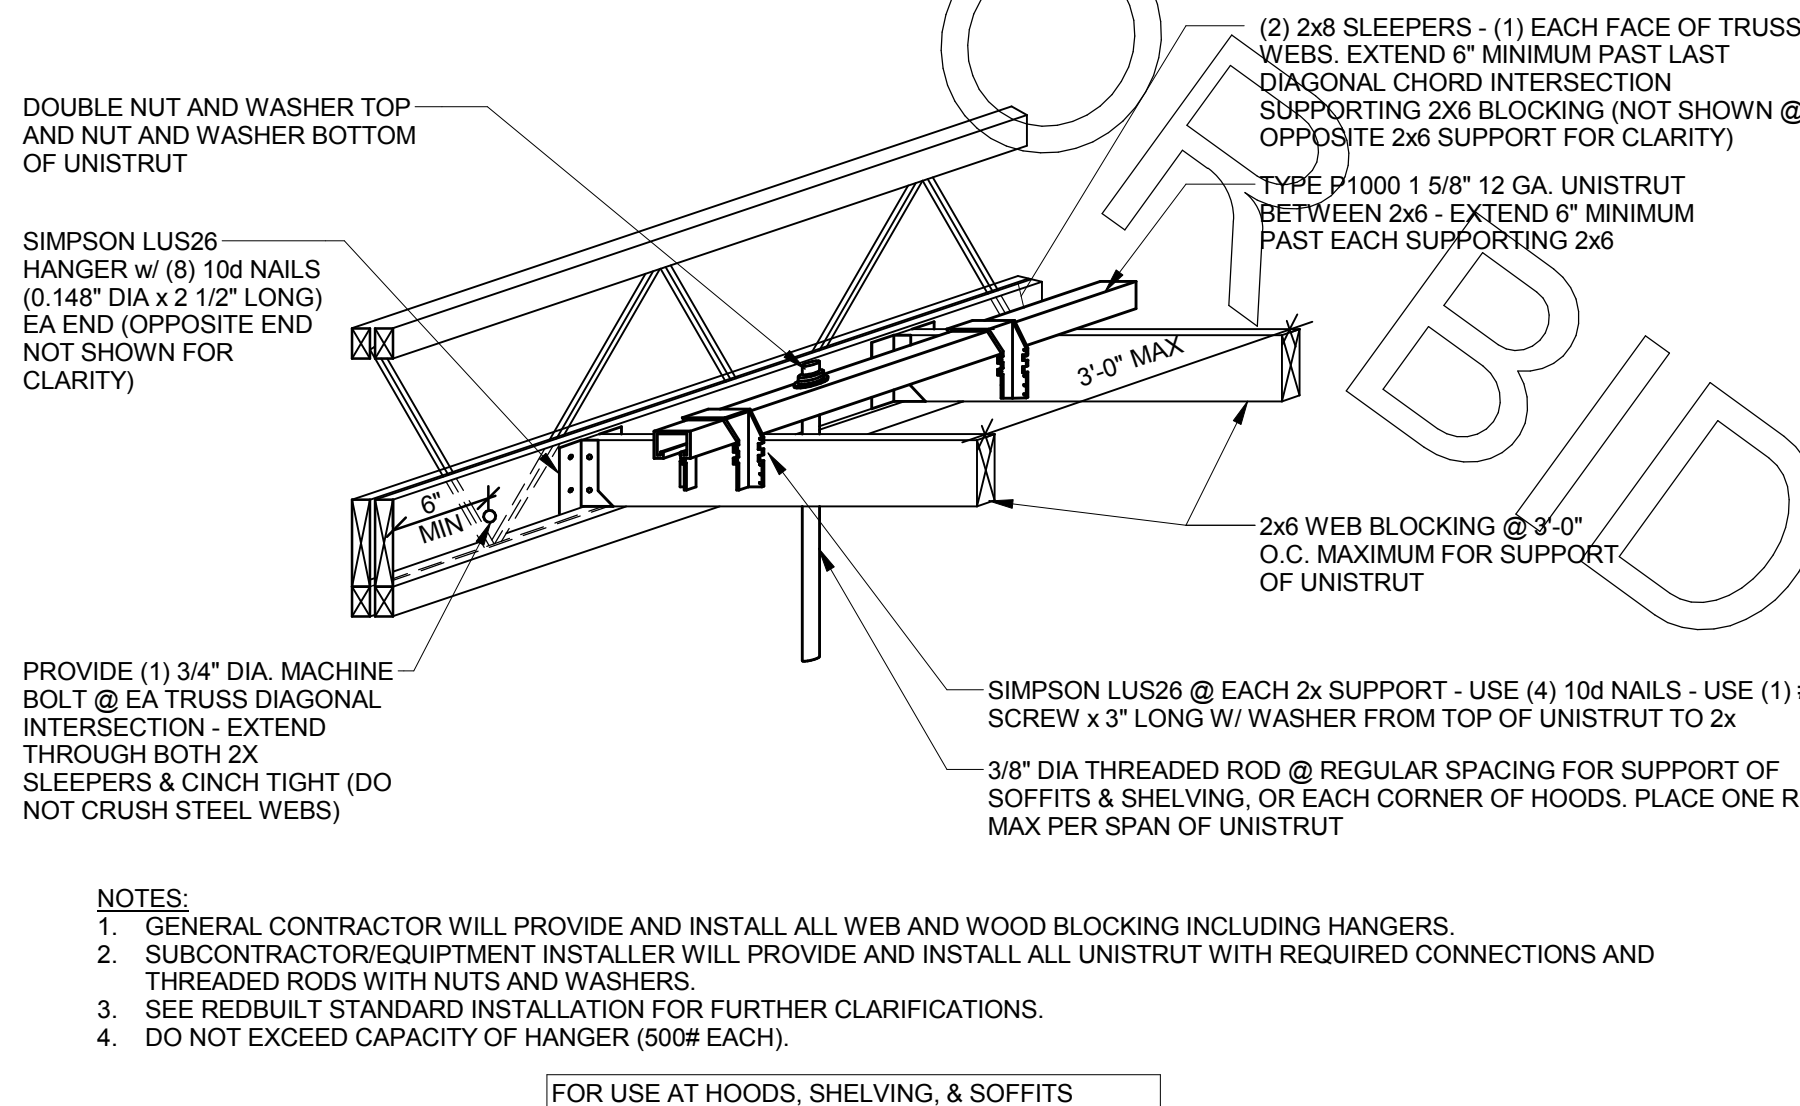 (2) 2x8 SLEEPERS - (1) EACH FACE OF TRUSS
WEBS. EXTEND 6" MINIMUM PAST LAST
DIAGONAL CHORD INTERSECTION
SUPPORTING 2X6 BLOCKING (NOT SHOWN @
OPPOSITE 2x6 SUPPORT FOR CLARITY)
DOUBLE NUT AND WASHER TOP
AND NUT AND WASHER BOTTOM
OF UNISTRUT
TYPE P1000 1 5/8" 12 GA. UNISTRUT
BETWEEN 2x6 - EXTEND 6" MINIMUM
PAST EACH SUPPORTING 2x6
SIMPSON LUS26
HANGER w/ (8) 10d NAILS
(0.148" DIA x 2 1/2" LONG)
EA END (OPPOSITE END
NOT SHOWN FOR
CLARITY)
3'-0" MAX
6"
MIN
2x6 WEB BLOCKING @ 3'-0"
O.C. MAXIMUM FOR SUPPORT
OF UNISTRUT
PROVIDE (1) 3/4" DIA. MACHINE
BOLT @ EA TRUSS DIAGONAL
INTERSECTION - EXTEND
THROUGH BOTH 2X
SLEEPERS & CINCH TIGHT (DO
NOT CRUSH STEEL WEBS)
SIMPSON LUS26 @ EACH 2x SUPPORT - USE (4) 10d NAILS - USE (1)
SCREW x 3" LONG W/ WASHER FROM TOP OF UNISTRUT TO 2x
3/8" DIA THREADED ROD @ REGULAR SPACING FOR SUPPORT OF
SOFFITS & SHELVING, OR EACH CORNER OF HOODS. PLACE ONE
MAX PER SPAN OF UNISTRUT
NOTES:
1. GENERAL CONTRACTOR WILL PROVIDE AND INSTALL ALL WEB AND WOOD BLOCKING INCLUDING HANGERS.
2. SUBCONTRACTOR/EQUIPTMENT INSTALLER WILL PROVIDE AND INSTALL ALL UNISTRUT WITH REQUIRED CONNECTIONS AND
THREADED RODS WITH NUTS AND WASHERS.
3. SEE REDBUILT STANDARD INSTALLATION FOR FURTHER CLARIFICATIONS.
4. DO NOT EXCEED CAPACITY OF HANGER (500# EACH).
FOR USE AT HOODS, SHELVING, & SOFFITS
OR
BID